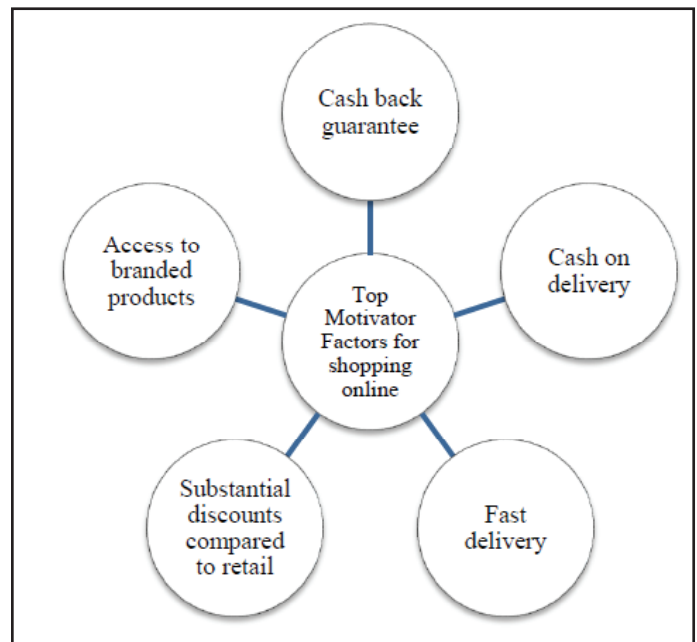 Cash back
guarantee
Access to
branded
products
Cash on
delivery
Top
Motivator
Factors for
shopping
online
Substantial
discounts
compared
to retail
Fast
delivery